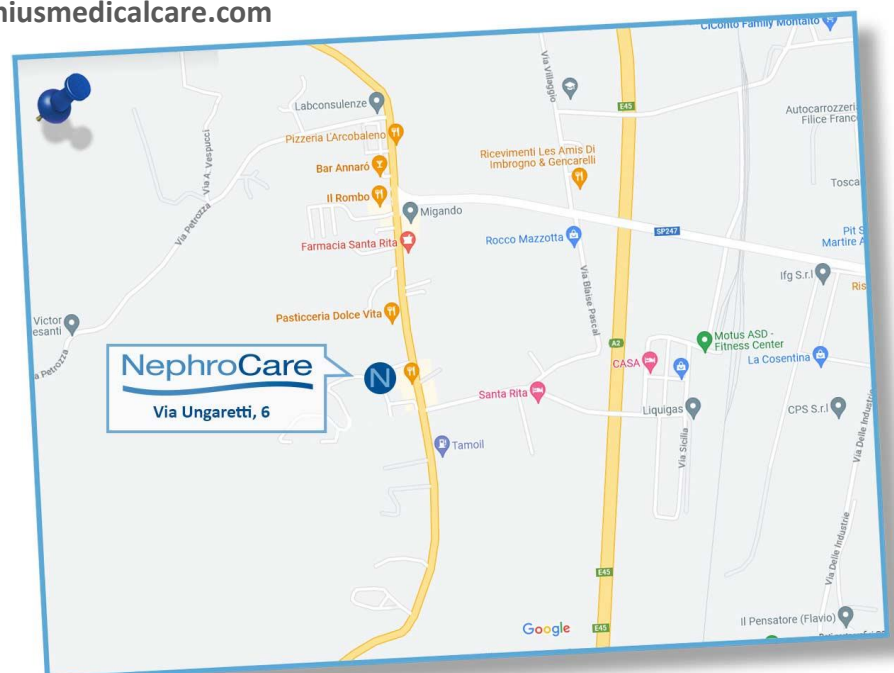 niusmedicalcare.com
CiConto Family Montalto
Labconsulenze
Via Villaggio
E45
Autocarrozzeri
Filice Franc
Pizzeria L'Arcobaleno
Via A. Vespucci
Bar Annaró
Ricevimenti Les Amis Di
Imbrogno & Gencarelli
Il Rombo
Tosca
Via Petrozza
Migando
Farmacia Santa Rita
Rocco Mazzotta
SP247
Pit S
Martire A
Via Blaise Pascal
Ifg S.r.l
Ris
Pasticceria Dolce Vita
Victor
esanti
a Petrozza
A2
Motus ASD -
Fitness Center
NephroCare
Via Ungaretti, 6
N
CASA
La Cosentina
Santa Rita
Liquigas
CPS S.r.l
Tamoil
Via Sicilia
Via Delle Industrie
Via Delle Industrie
E45
Il Pensatore (Flavio)
Google
E45